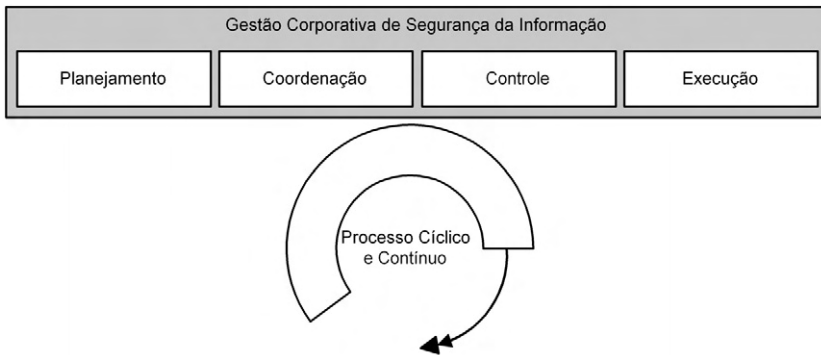 Gestão Corporativa de Segurança da Informação
Planejamento
Coordenação
Controle
Execução
Processo Cíclico
e Contínuo